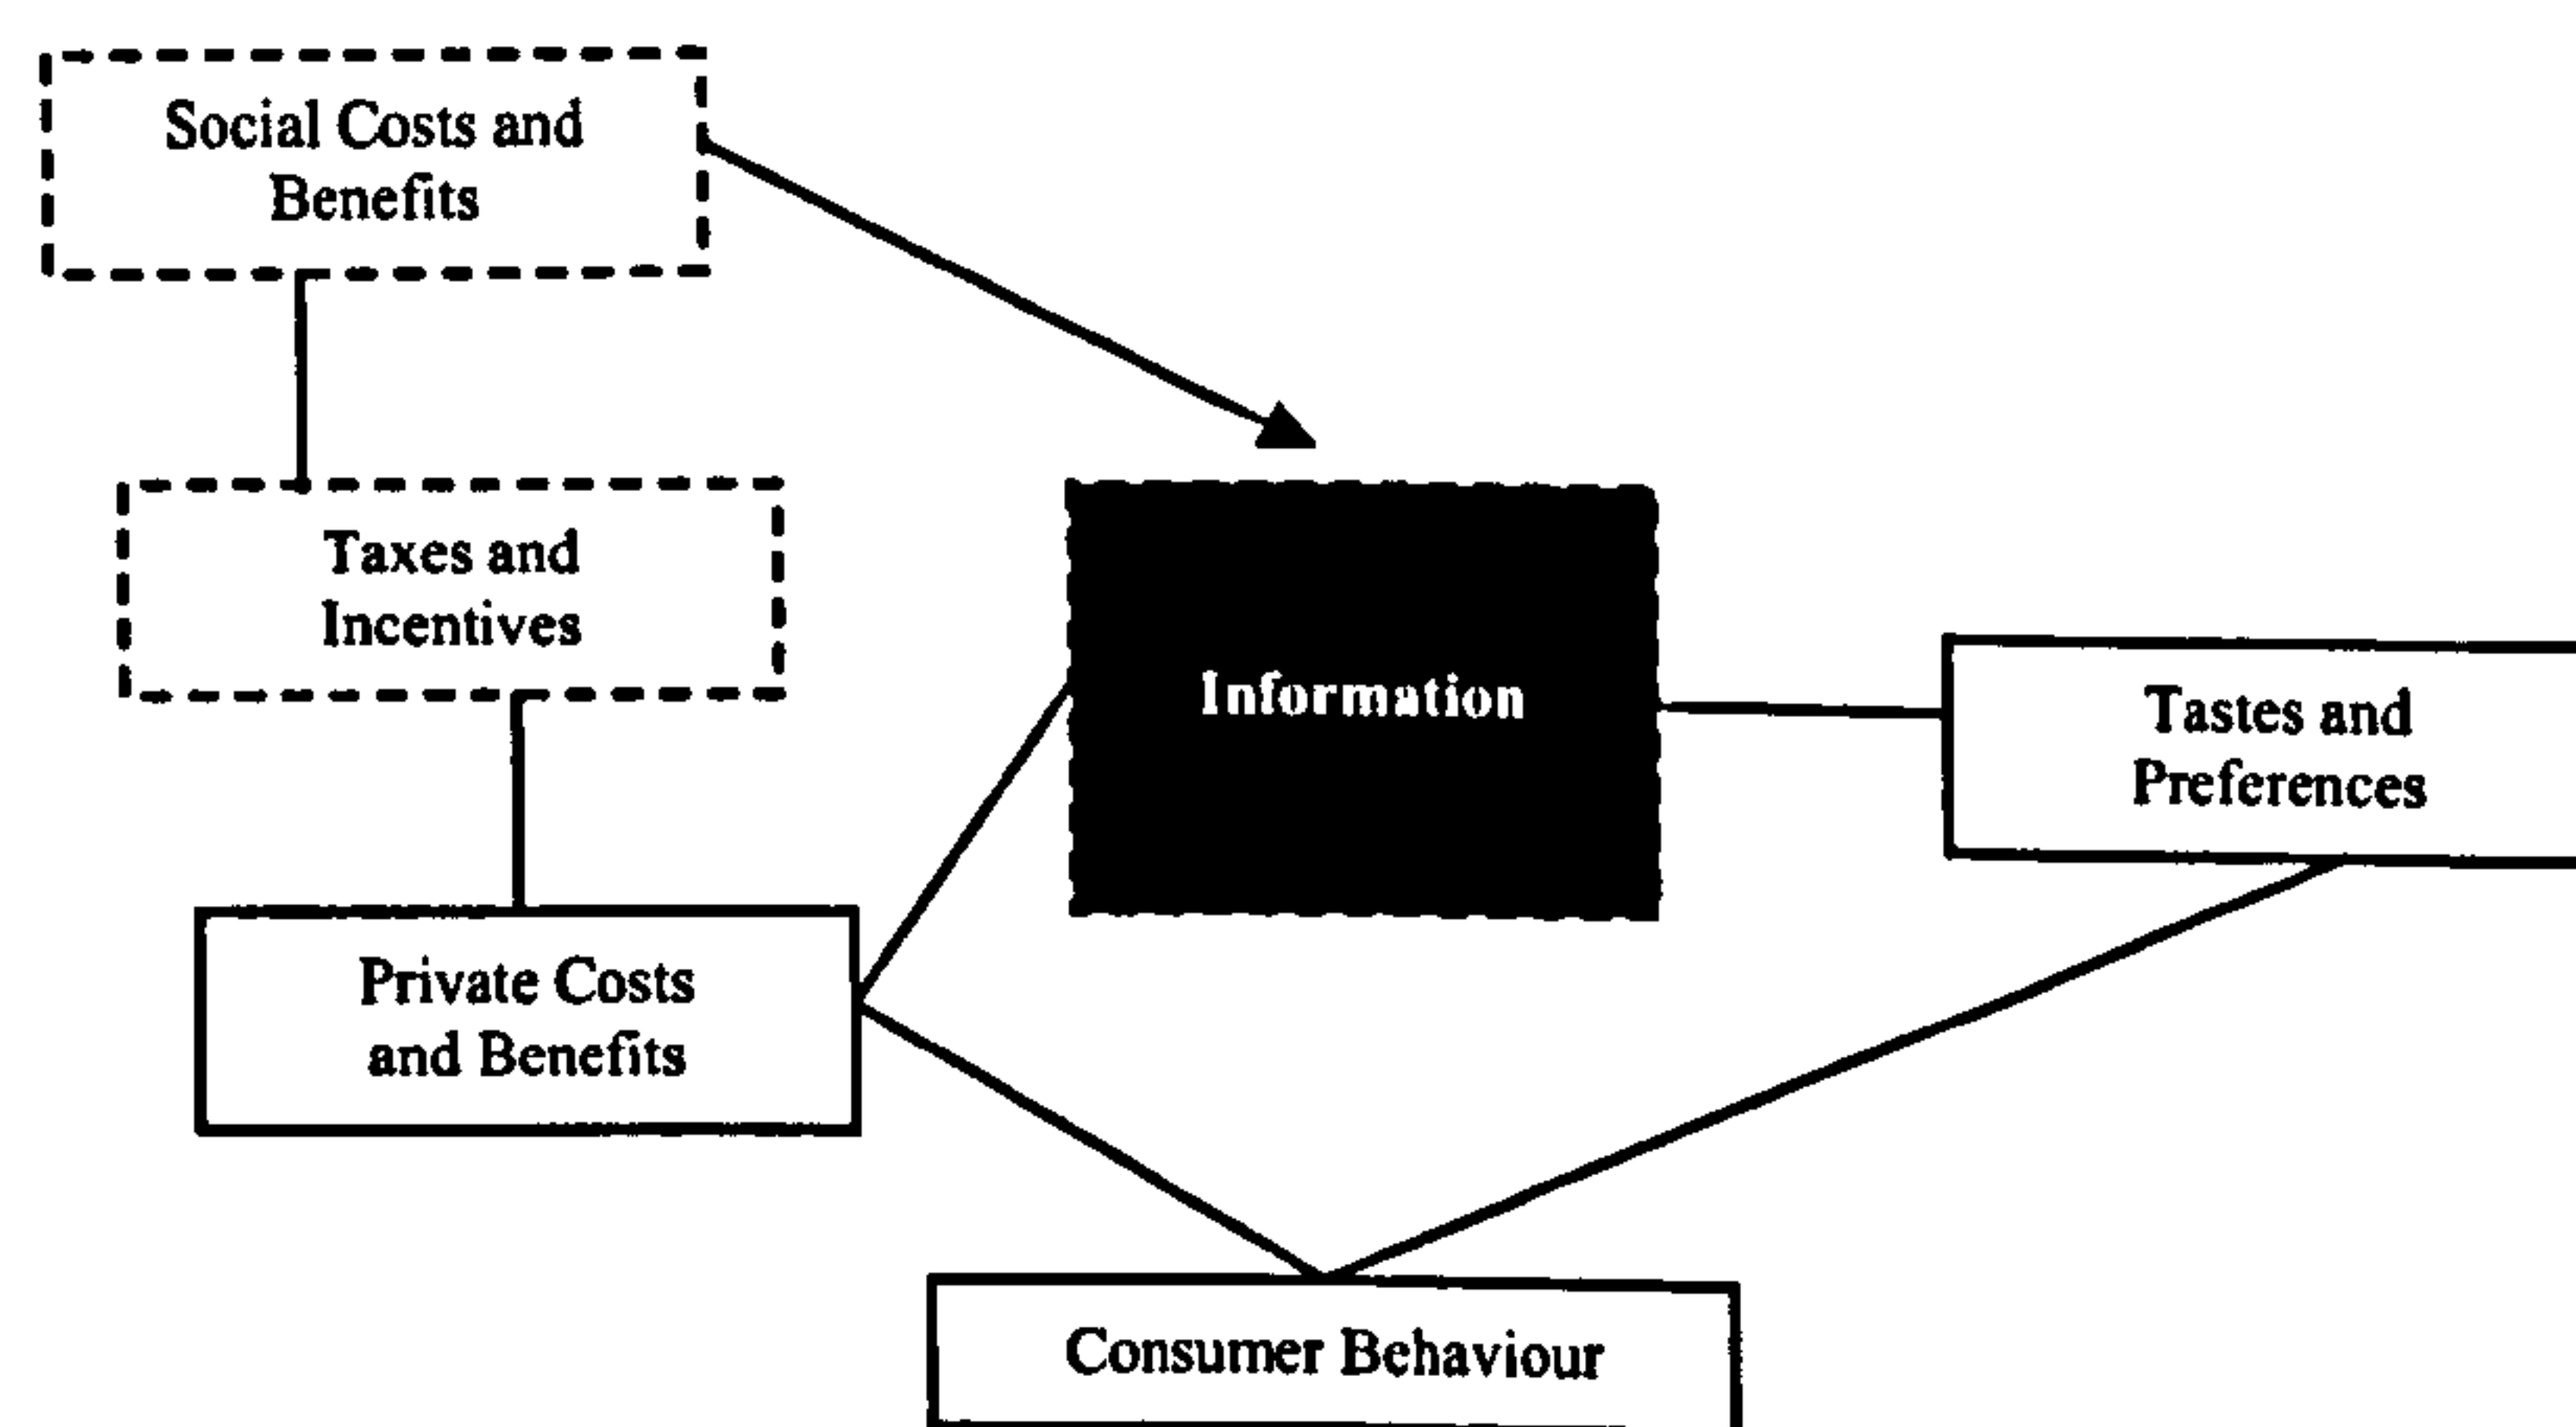 Social Costs and
Benefits
Taxes and
Incentives
Information
Tastes and
Preferences
Private Costs
and Benefits
Consumer Behaviour